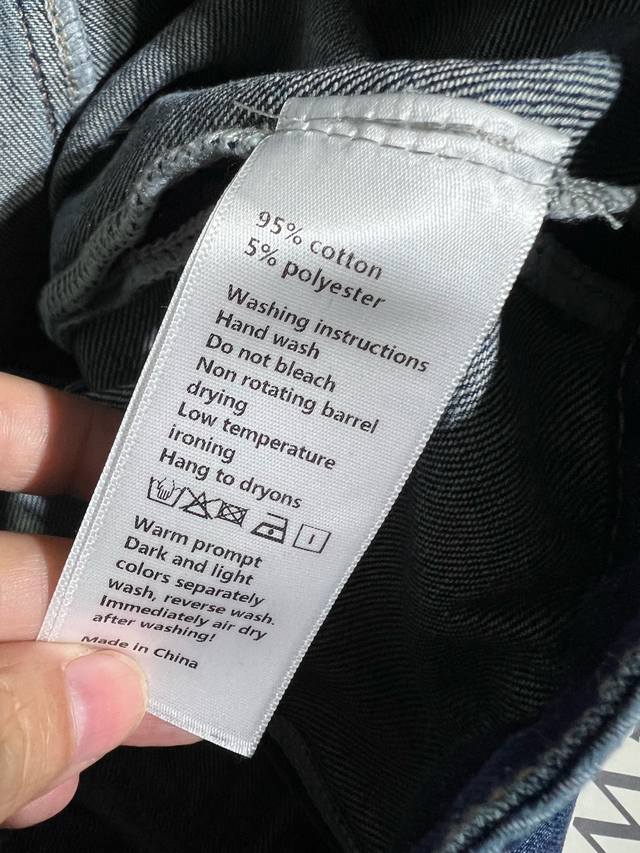 95% cotton
5% polyester
Washing instructions
Hand wash
Do not bleach
Non rotating barrel
drying
Low temperature
ironing
Hang to dryons
Warm prompt
Dark and light
colors separately
wash, reverse wash.
Immediately air dry
after washing!
Made in China